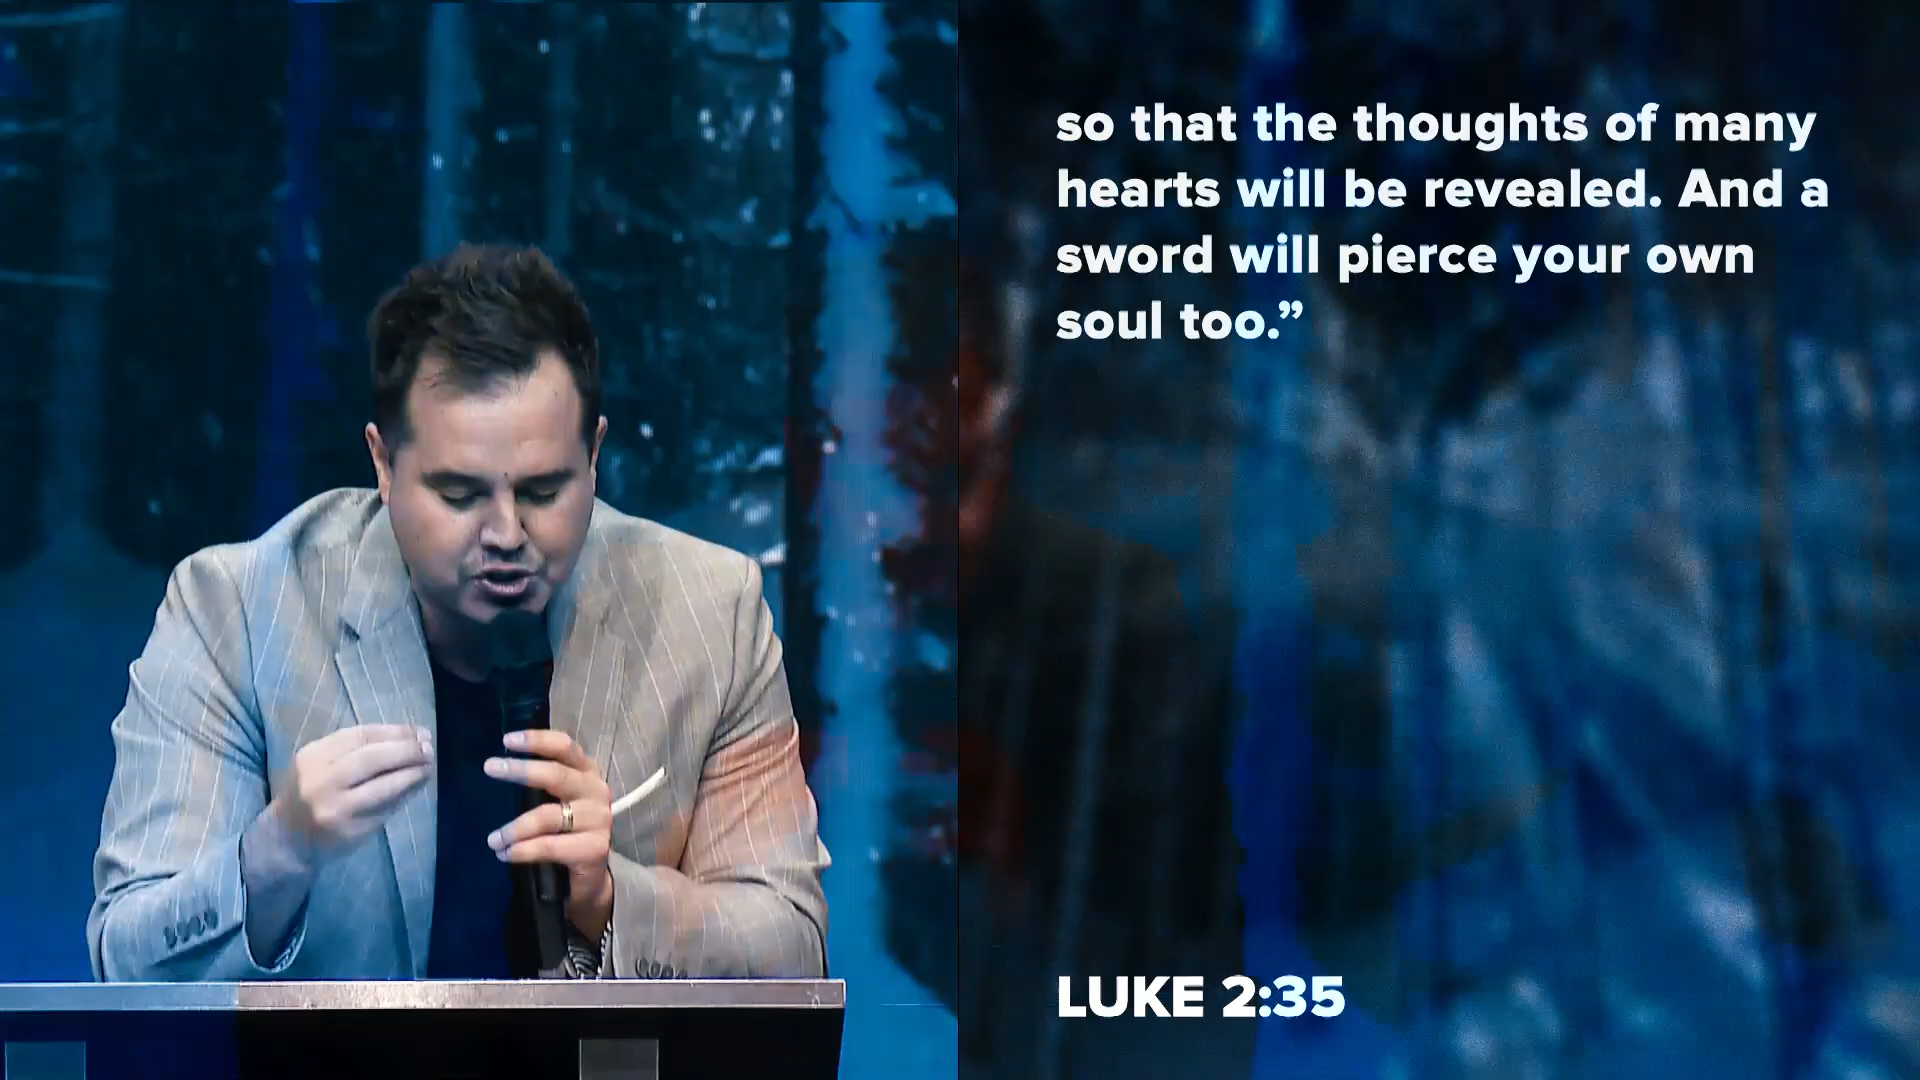 so that the thoughts of many
hearts will be revealed. And a
sword will pierce your own
soul too.”
LUKE 2:35